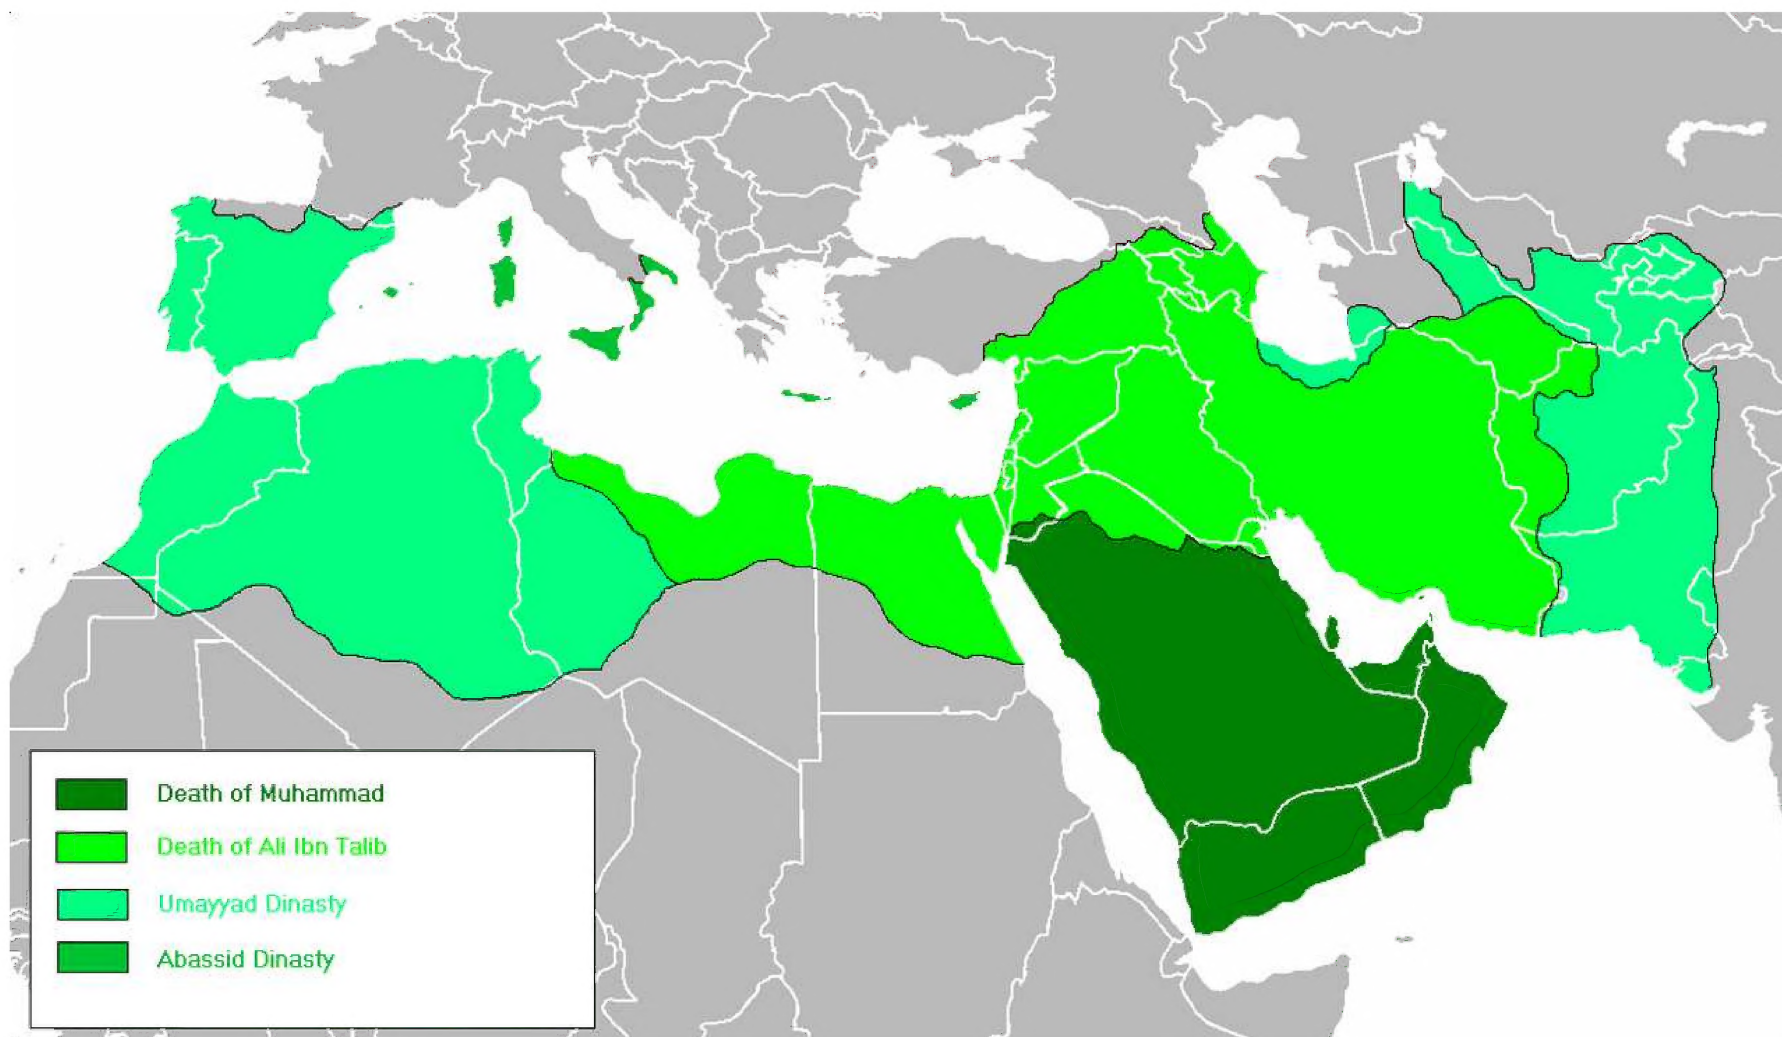 Death of Muhammad
Death of Ali Ibn Talib
Umayyad Dinasty
Abassid Dinasty